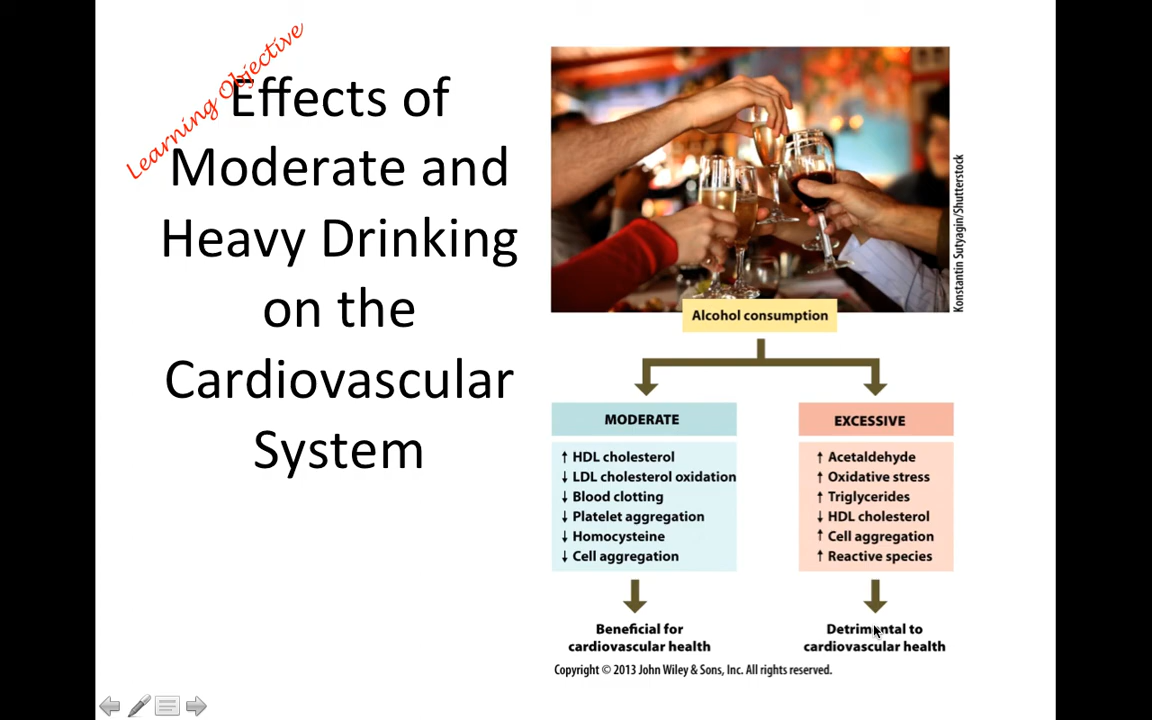 Learning Objective
Effects of
Moderate and
Heavy Drinking
on the
Cardiovascular
System
Konstantin Sutyagin/Shutterstock
Alcohol consumption
MODERATE
↑ HDL cholesterol
↓ LDL cholesterol oxidation
↓ Blood clotting
↓ Platelet aggregation
↓ Homocysteine
↓ Cell aggregation
Beneficial for
cardiovascular health
EXCESSIVE
↑ Acetaldehyde
↑ Oxidative stress
↑ Triglycerides
↓ HDL cholesterol
↑ Cell aggregation
↑ Reactive species
Detrimental to
cardiovascular health
Copyright © 2013 John Wiley & Sons, Inc. All rights reserved.